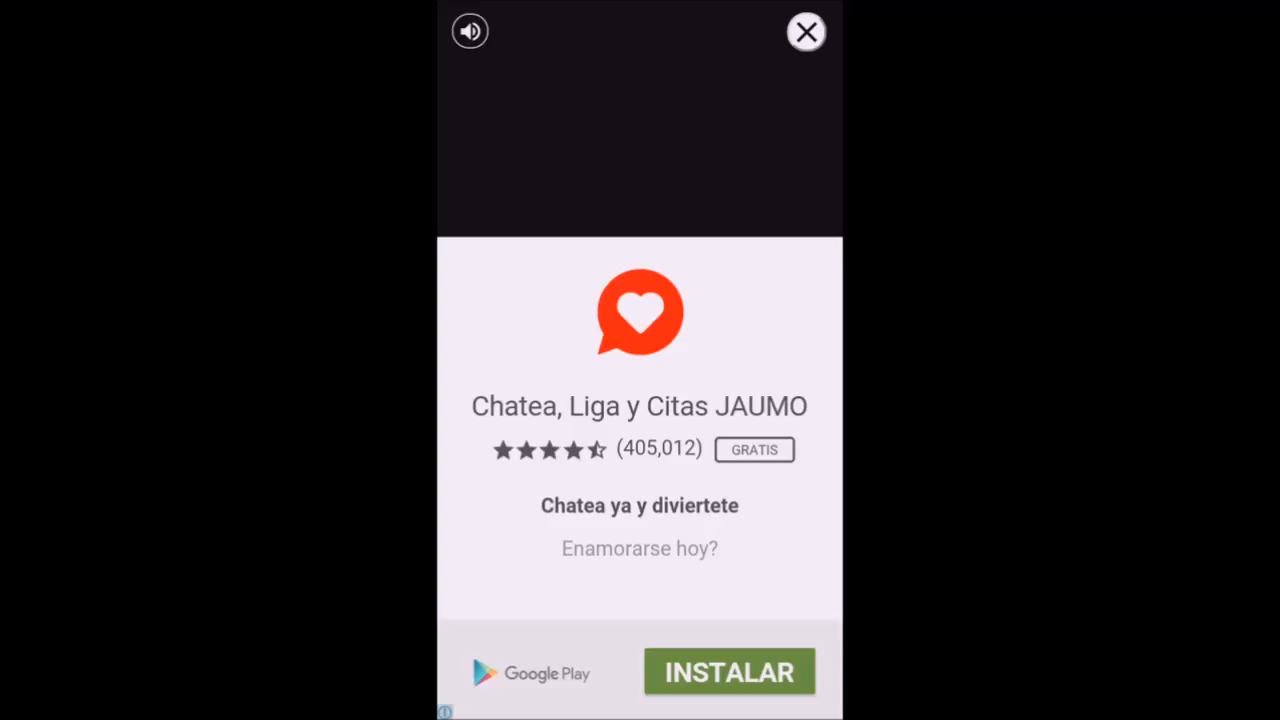 Chatea, Liga y Citas JAUMO
(405,012) GRATIS
Chatea ya y diviertete
Enamorarse hoy?
Google Play INSTALAR